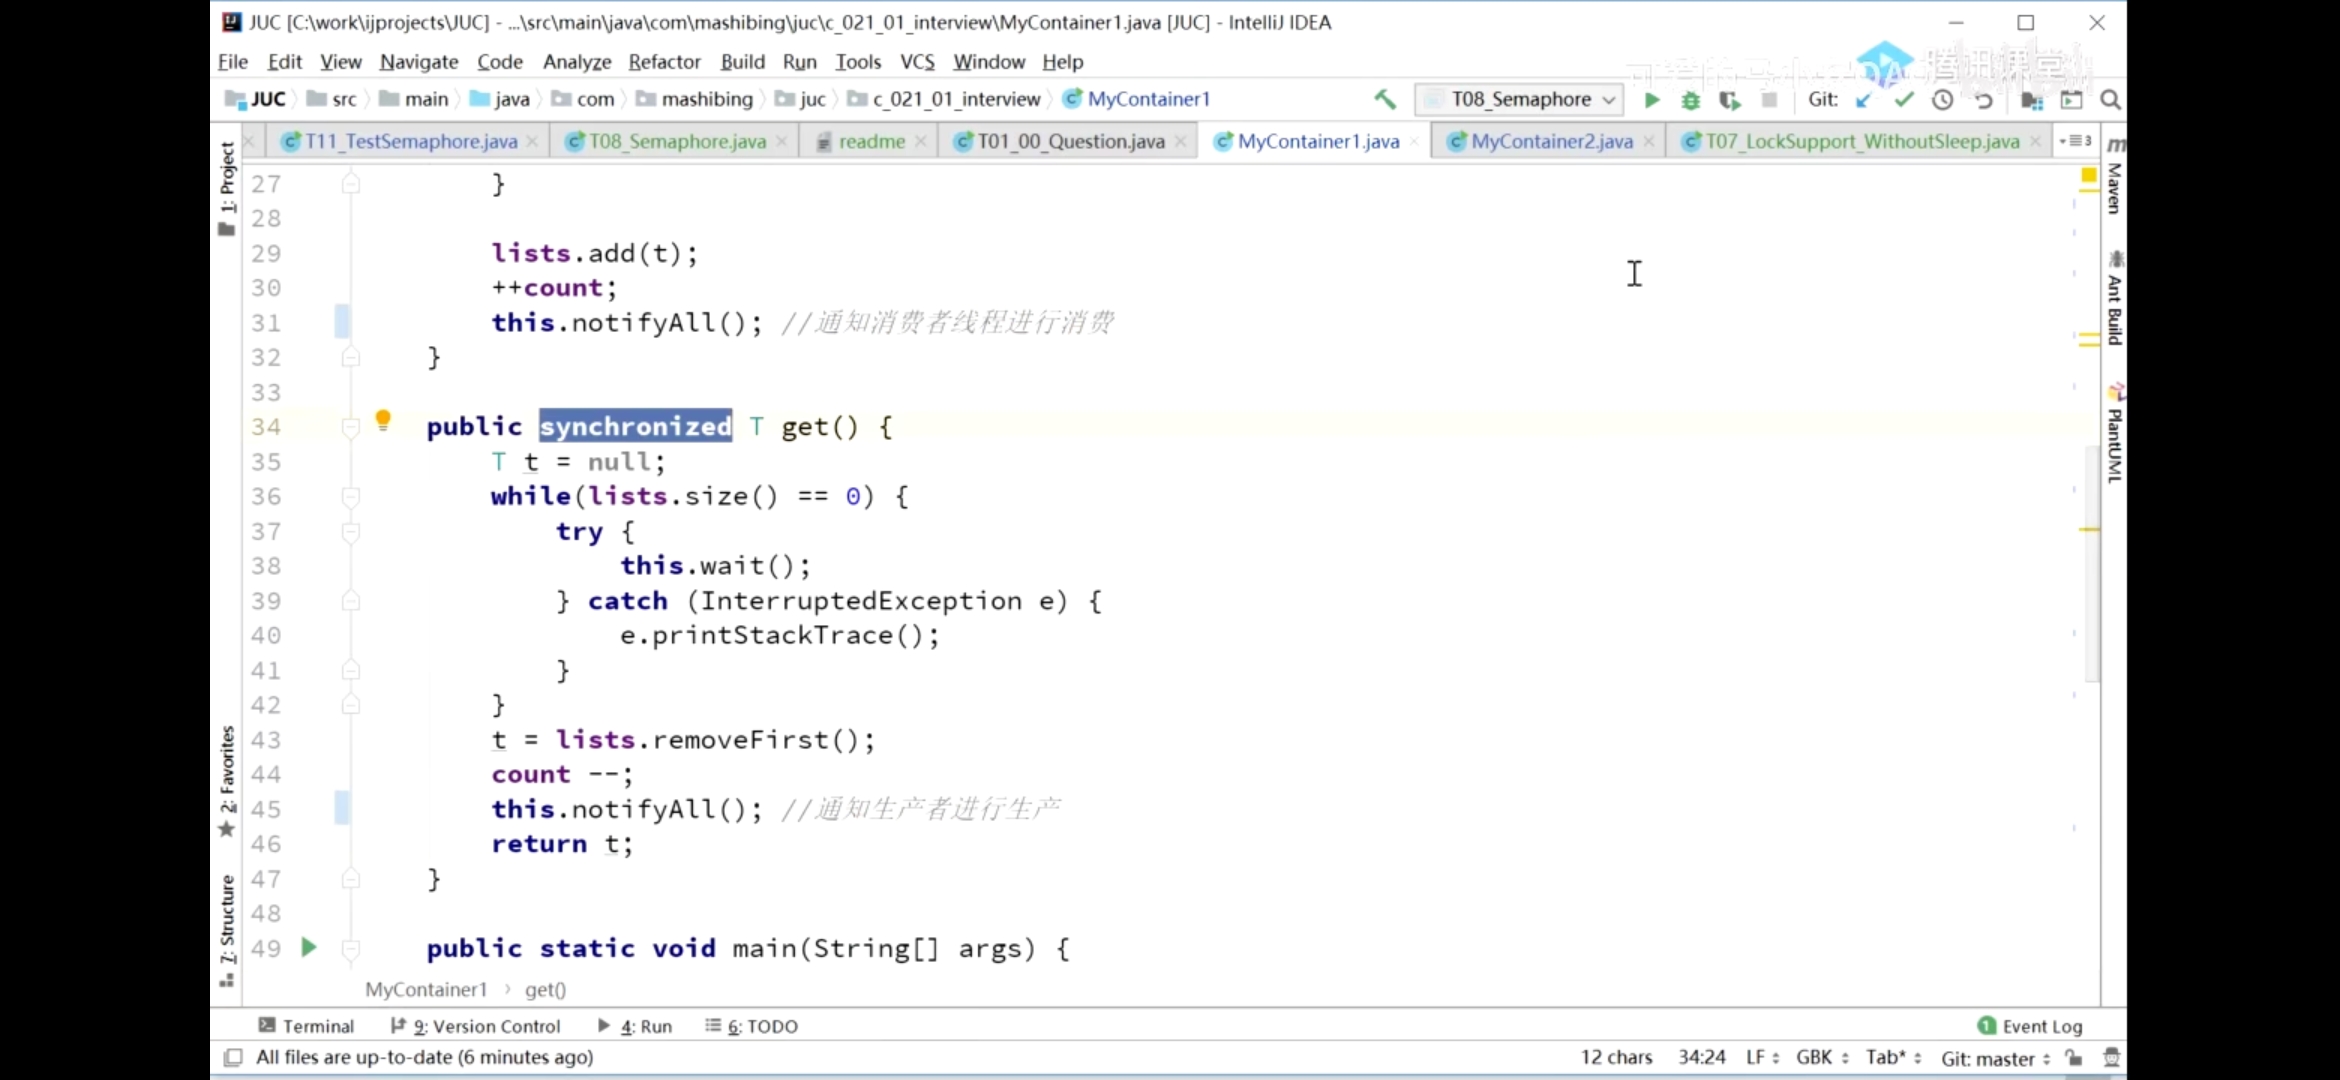 JUC [C:\work\ijprojects\JUC] - ...\src\main\java\com\mashibing\juc\c_021_01_interview\MyContainer1.java [JUC] - IntelliJ IDEA
File Edit View Navigate Code Analyze Refactor Build Run Tools VCS Window Help
腾讯课堂
JUC src main java com mashibing juc c_021_01_interview MyContainer1 T08_Semaphore Git:
T11_TestSemaphore.java T08_Semaphore.java readme T01_00_Question.java MyContainer1.java MyContainer2.java T07_LockSupport_WithoutSleep.java 3
1: Project
2: Favorites
7: Structure
Maven
Ant Build
PlantUML
27 }
28
29 lists.add(t);
30 ++count;
31 this.notifyAll(); //通知消费者线程进行消费
32 }
33
34 public synchronized T get() {
35 T t = null;
36 while(lists.size() == 0) {
37 try {
38 this.wait();
39 } catch (InterruptedException e) {
40 e.printStackTrace();
41 }
42 }
43 t = lists.removeFirst();
44 count --;
45 this.notifyAll(); //通知生产者进行生产
46 return t;
47 }
48
49 public static void main(String[] args) {
MyContainer1 › get()
Terminal 9: Version Control 4: Run 6: TODO 1 Event Log
All files are up-to-date (6 minutes ago) 12 chars 34:24 LF GBK Tab* Git: master